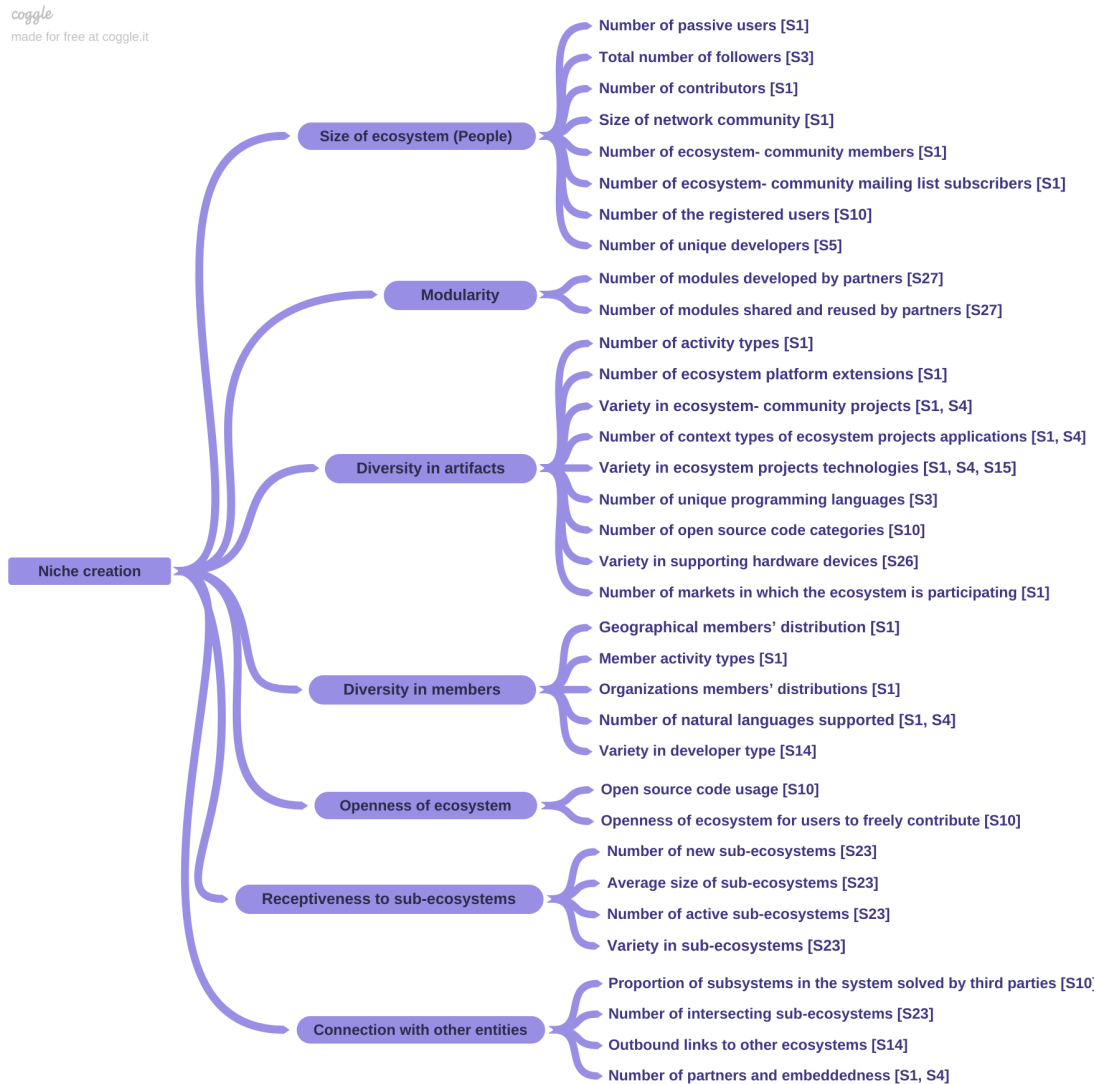 coggle
made for free at coggle.it
Niche creation
Size of ecosystem (People)
Number of passive users [S1]
Total number of followers [S3]
Number of contributors [S1]
Size of network community [S1]
Number of ecosystem- community members [S1]
Number of ecosystem- community mailing list subscribers [S1]
Number of the registered users [S10]
Number of unique developers [S5]
Modularity
Number of modules developed by partners [S27]
Number of modules shared and reused by partners [S27]
Diversity in artifacts
Number of activity types [S1]
Number of ecosystem platform extensions [S1]
Variety in ecosystem- community projects [S1, S4]
Number of context types of ecosystem projects applications [S1, S4]
Variety in ecosystem projects technologies [S1, S4, S15]
Number of unique programming languages [S3]
Number of open source code categories [S10]
Variety in supporting hardware devices [S26]
Number of markets in which the ecosystem is participating [S1]
Diversity in members
Geographical members’ distribution [S1]
Member activity types [S1]
Organizations members’ distributions [S1]
Number of natural languages supported [S1, S4]
Variety in developer type [S14]
Openness of ecosystem
Open source code usage [S10]
Openness of ecosystem for users to freely contribute [S10]
Receptiveness to sub-ecosystems
Number of new sub-ecosystems [S23]
Average size of sub-ecosystems [S23]
Number of active sub-ecosystems [S23]
Variety in sub-ecosystems [S23]
Connection with other entities
Proportion of subsystems in the system solved by third parties [S10]
Number of intersecting sub-ecosystems [S23]
Outbound links to other ecosystems [S14]
Number of partners and embeddedness [S1, S4]